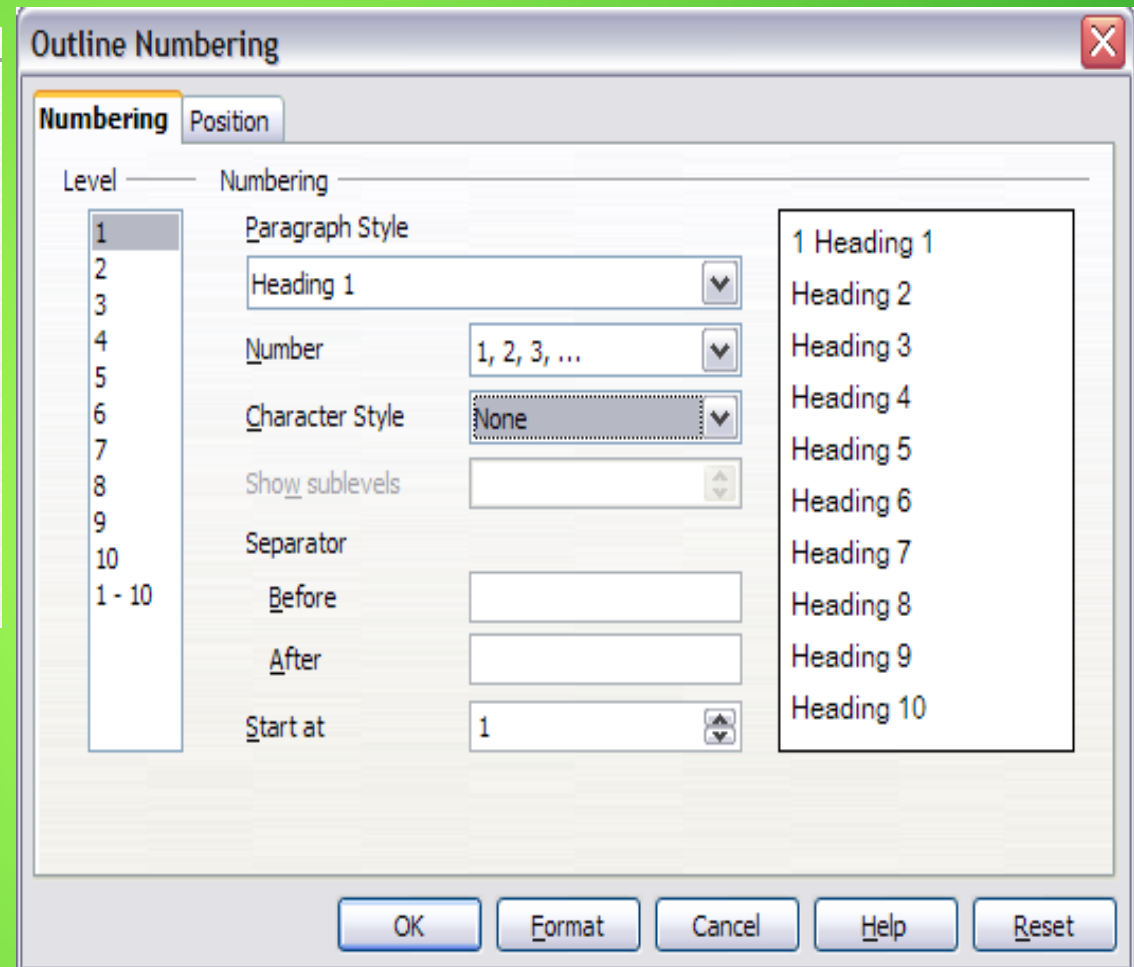 Outline Numbering
Numbering Position
Level Numbering
1
2
3
4
5
6
7
8
9
10
1 - 10
Paragraph Style
Heading 1
Number 1, 2, 3, ...
Character Style None
Show sublevels
Separator
Before
After
Start at 1
1 Heading 1
Heading 2
Heading 3
Heading 4
Heading 5
Heading 6
Heading 7
Heading 8
Heading 9
Heading 10
OK Format Cancel Help Reset